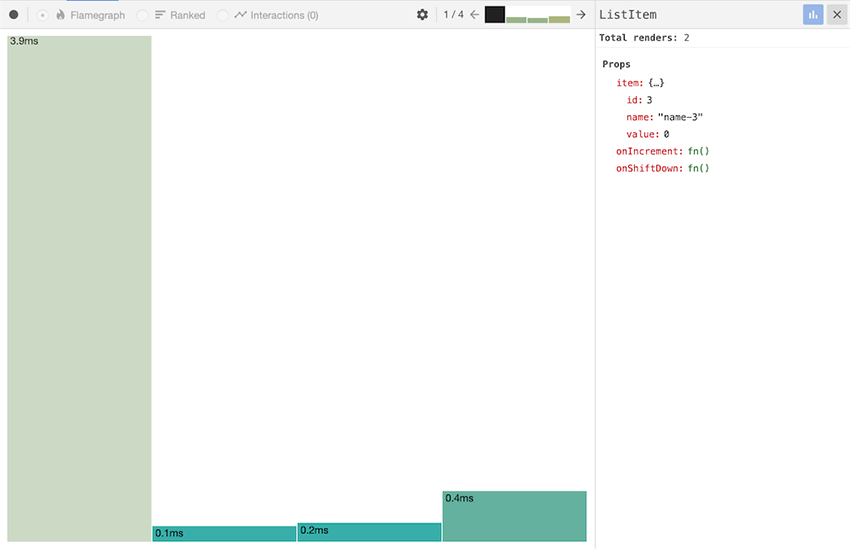 Flamegraph Ranked Interactions (0) 1 / 4
ListItem
Total renders: 2
Props
item: {…}
id: 3
name: "name-3"
value: 0
onIncrement: fn()
onShiftDown: fn()
3.9ms
0.1ms
0.2ms
0.4ms